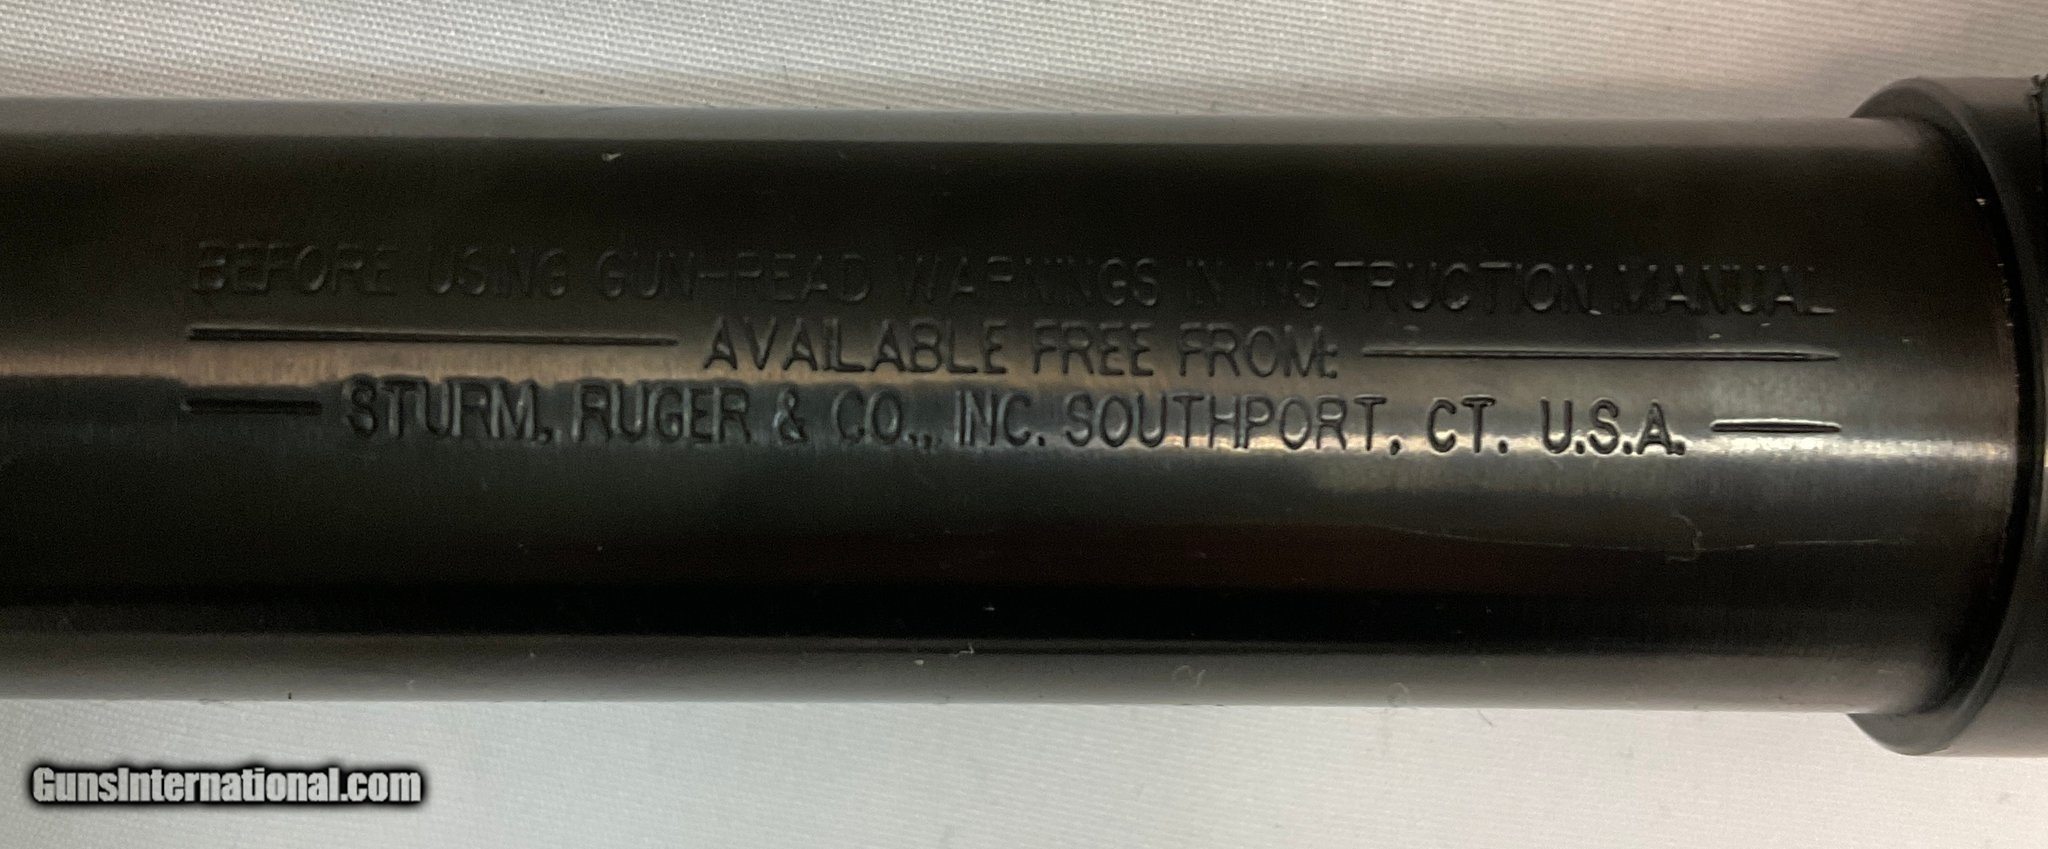 BEFORE USING GUN-READ WARNINGS IN INSTRUCTION MANUAL
AVAILABLE FREE FROM:
STURM, RUGER & CO., INC. SOUTHPORT, CT. U.S.A.
GunsInternational.com